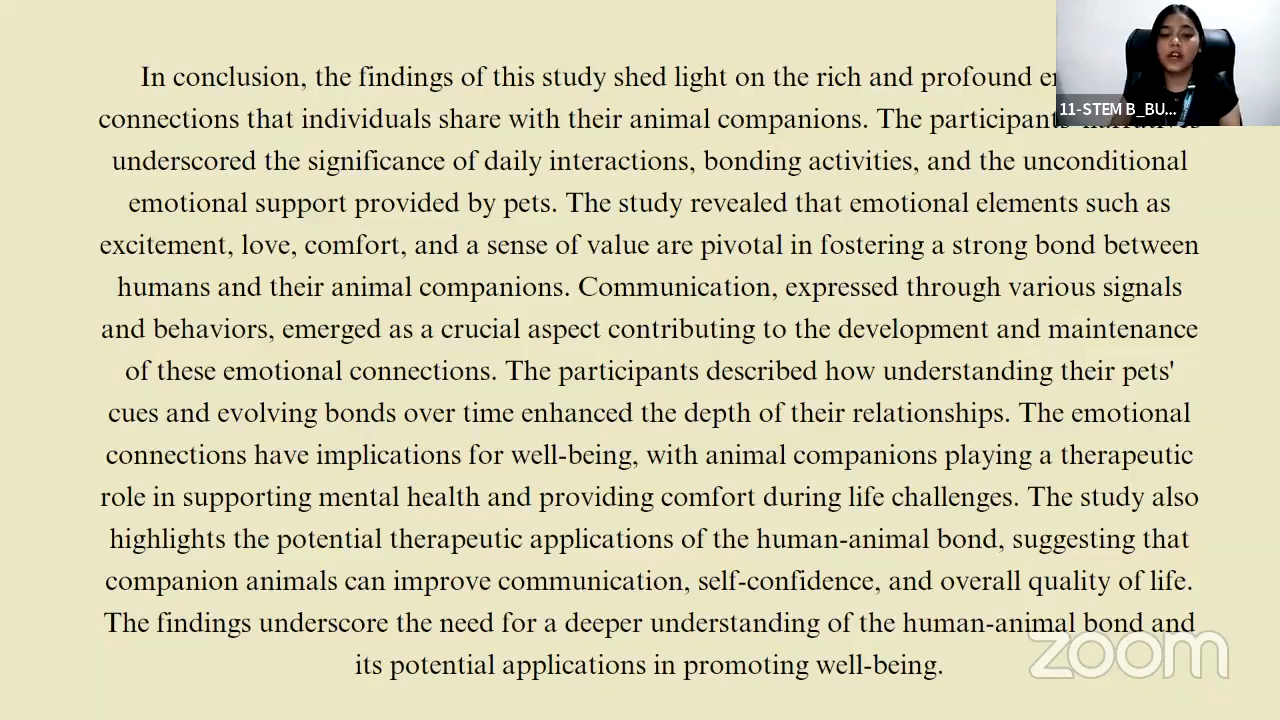 In conclusion, the findings of this study shed light on the rich and profound
11-STEM B_BU...
connections that individuals share with their animal companions. The participants'
underscored the significance of daily interactions, bonding activities, and the unconditional
emotional support provided by pets. The study revealed that emotional elements such as
excitement, love, comfort, and a sense of value are pivotal in fostering a strong bond between
humans and their animal companions. Communication, expressed through various signals
and behaviors, emerged as a crucial aspect contributing to the development and maintenance
of these emotional connections. The participants described how understanding their pets'
cues and evolving bonds over time enhanced the depth of their relationships. The emotional
connections have implications for well-being, with animal companions playing a therapeutic
role in supporting mental health and providing comfort during life challenges. The study also
highlights the potential therapeutic applications of the human-animal bond, suggesting that
companion animals can improve communication, self-confidence, and overall quality of life.
The findings underscore the need for a deeper understanding of the human-animal bond and
its potential applications in promoting well-being.
zoom